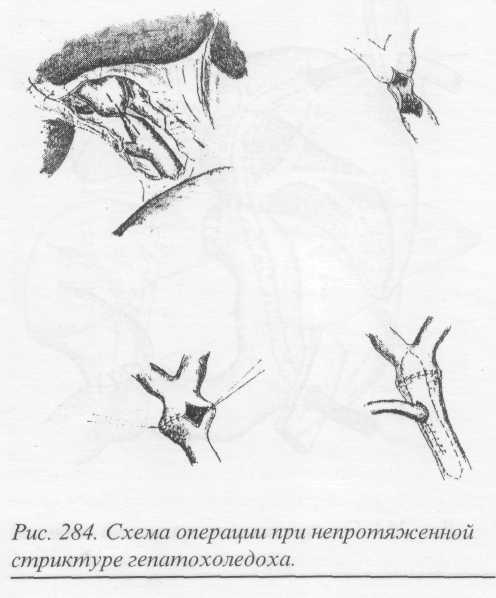 Рис. 284. Схема операции при непротяженной
стриктуре гепатохоледоха.